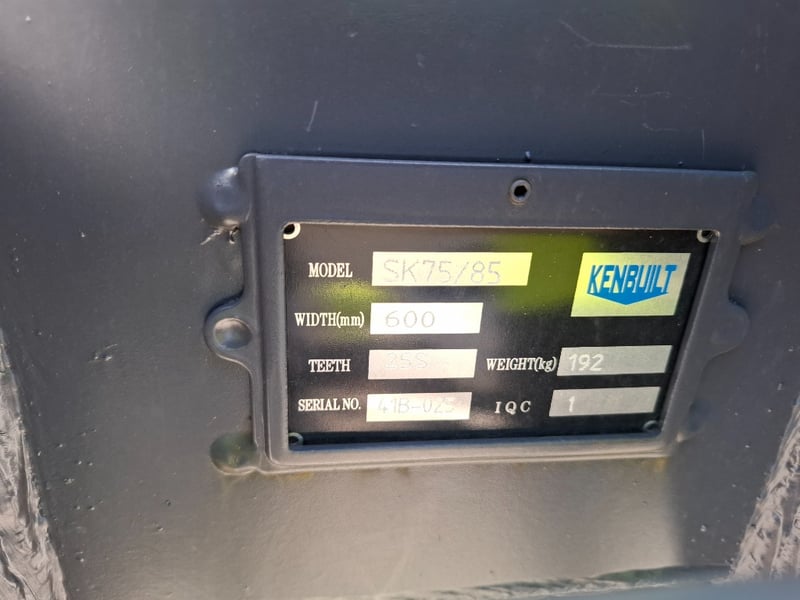 MODEL SK75/85
KENBUILT
WIDTH(mm) 600
TEETH 25S WEIGHT(kg) 192
SERIAL NO. 41B-025 IQC 1